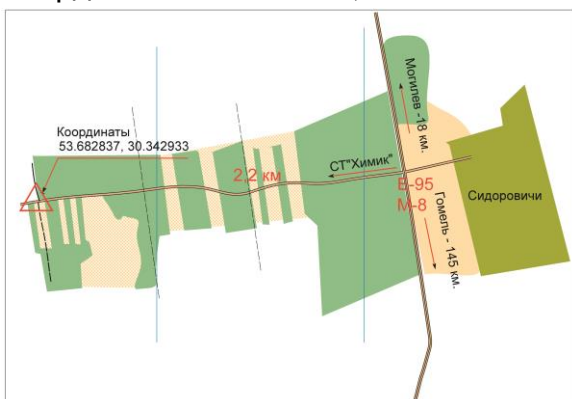 Координаты
53.682837, 30.342933
2,2 км
СТ"Химик"
Могилев -18 км.
Е-95
М-8
Гомель - 145 км.
Сидоровичи